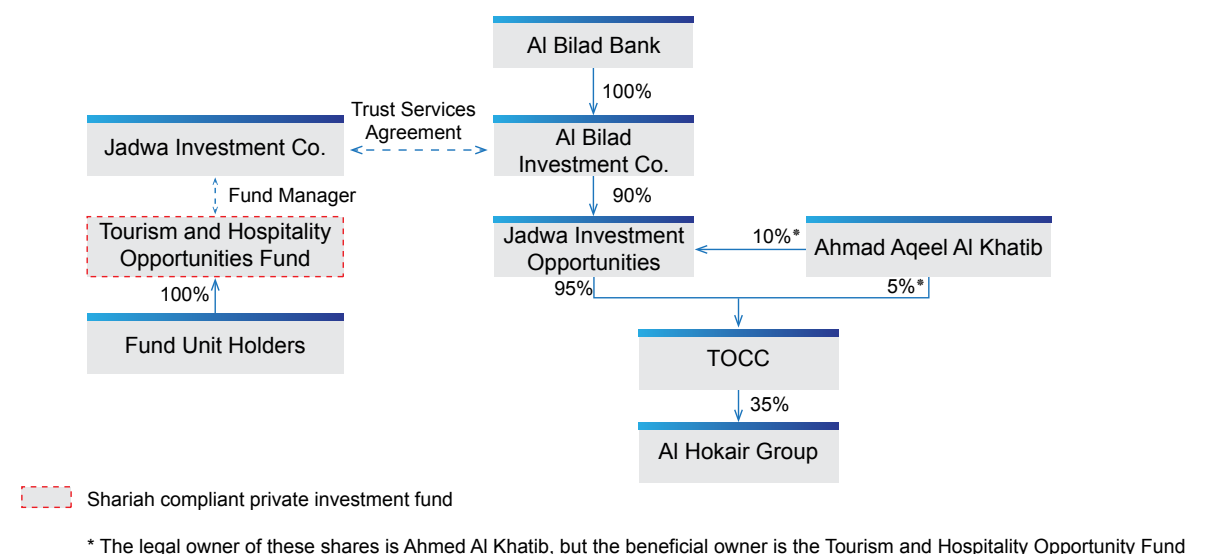 Al Bilad Bank
100%
Trust Services
Agreement
Jadwa Investment Co.
Al Bilad
Investment Co.
Fund Manager
90%
Tourism and Hospitality
Opportunities Fund
Jadwa Investment
Opportunities
10%*
Ahmad Aqeel Al Khatib
100%
95%
5%*
Fund Unit Holders
TOCC
35%
Al Hokair Group
Shariah compliant private investment fund
* The legal owner of these shares is Ahmed Al Khatib, but the beneficial owner is the Tourism and Hospitality Opportunity Fund